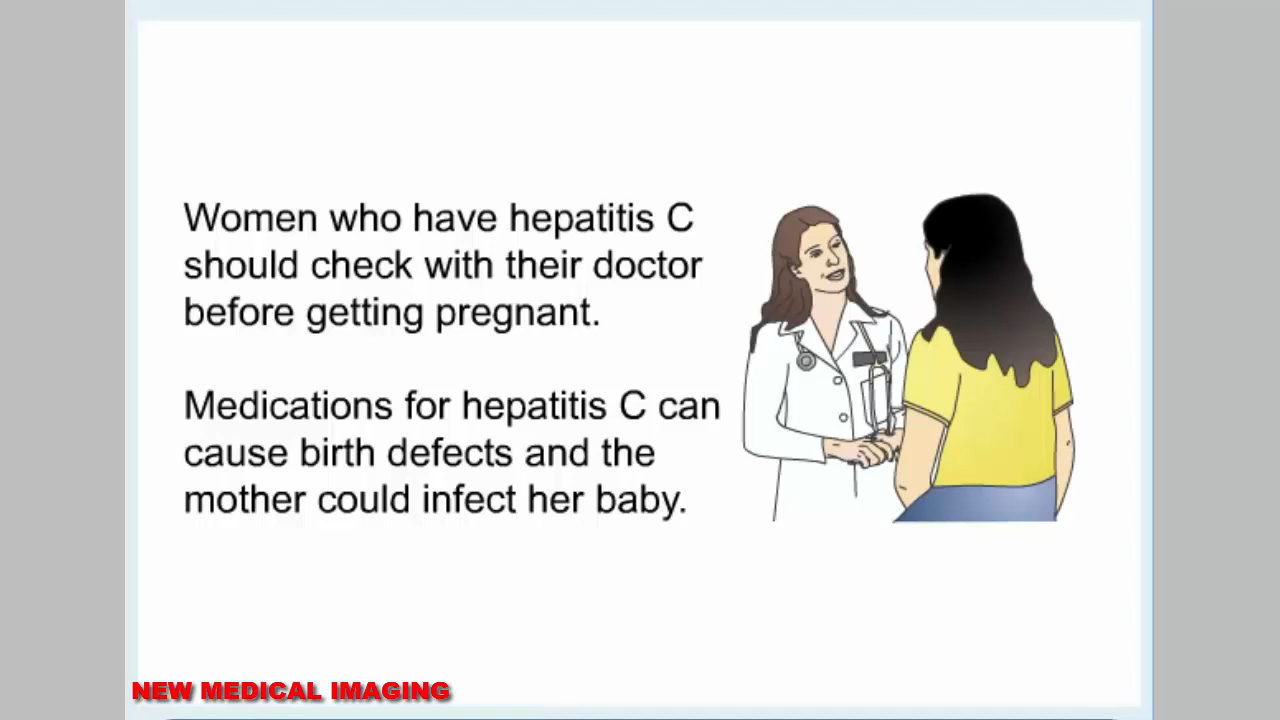 Women who have hepatitis C
should check with their doctor
before getting pregnant.
Medications for hepatitis C can
cause birth defects and the
mother could infect her baby.
NEW MEDICAL IMAGING